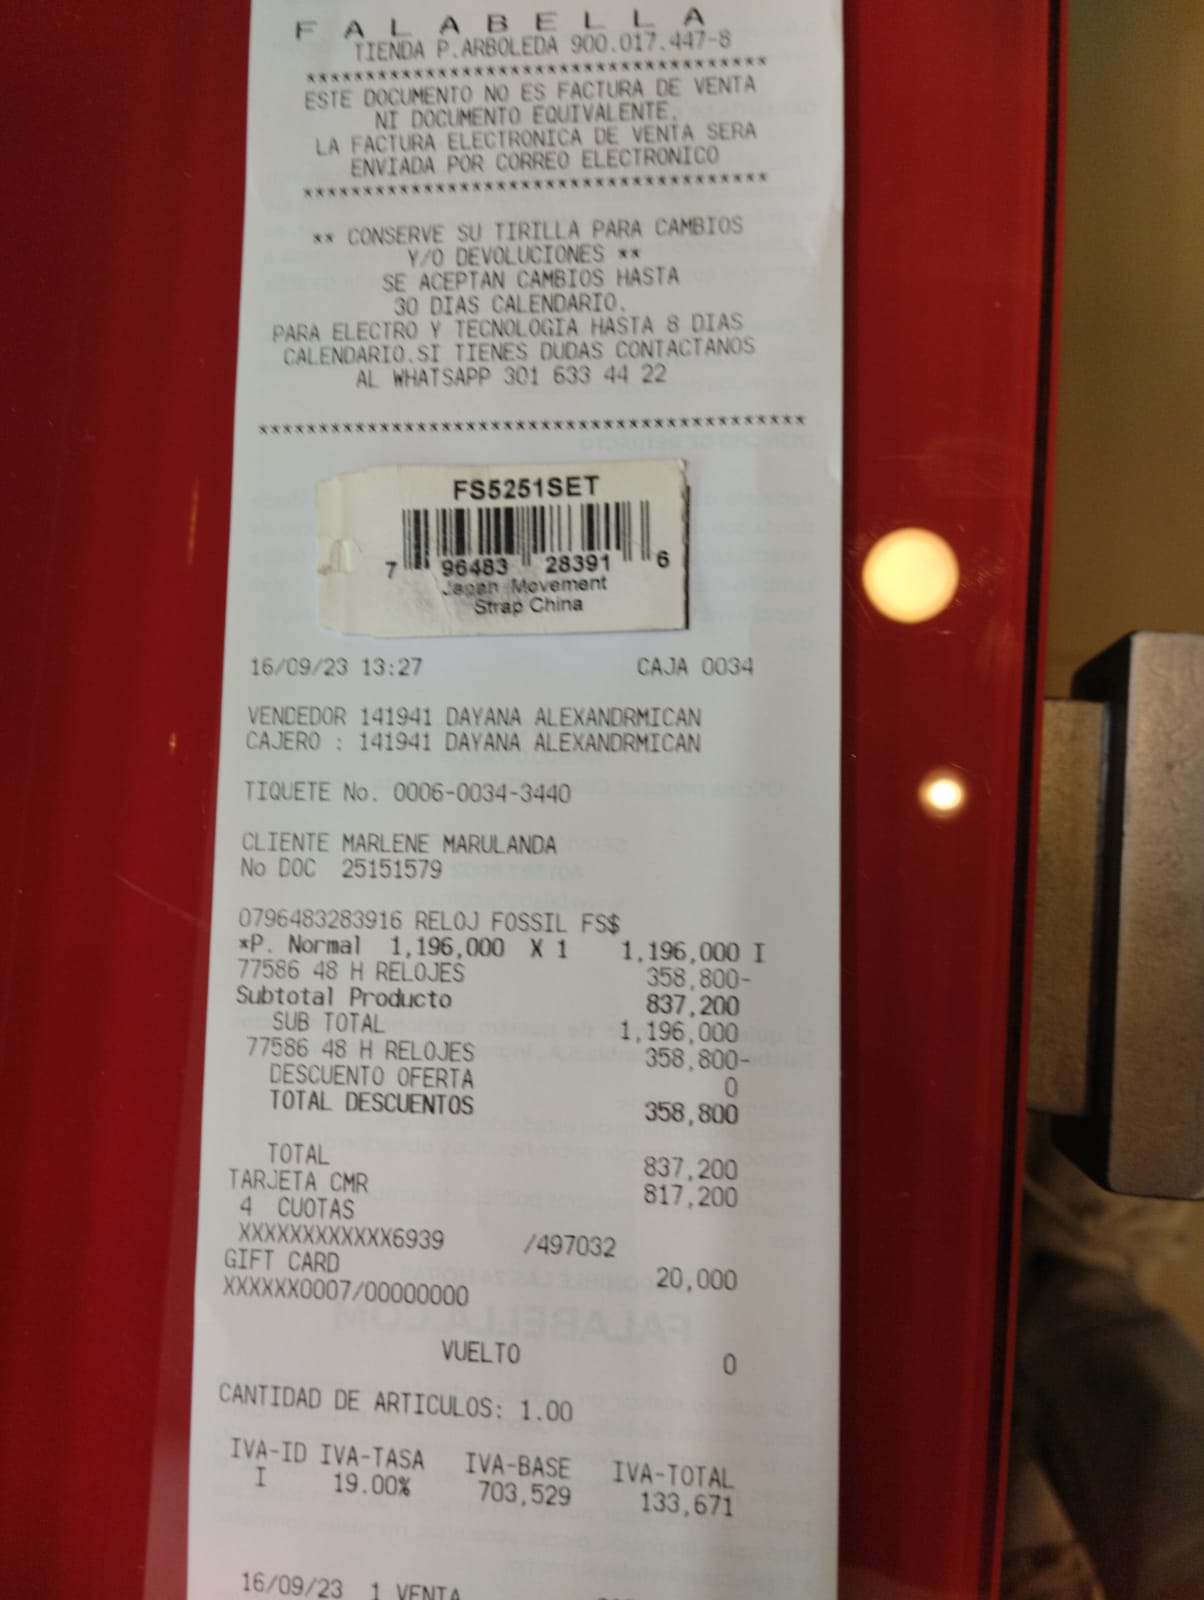 F A L A B E L L A
TIENDA P.ARBOLEDA 900.017.447-8
***************************************
ESTE DOCUMENTO NO ES FACTURA DE VENTA
NI DOCUMENTO EQUIVALENTE.
LA FACTURA ELECTRONICA DE VENTA SERA
ENVIADA POR CORREO ELECTRONICO
***************************************
** CONSERVE SU TIRILLA PARA CAMBIOS
Y/O DEVOLUCIONES **
SE ACEPTAN CAMBIOS HASTA
30 DIAS CALENDARIO.
PARA ELECTRO Y TECNOLOGIA HASTA 8 DIAS
CALENDARIO.SI TIENES DUDAS CONTACTANOS
AL WHATSAPP 301 633 44 22
**********************************************
FS5251SET
7 96483 28391 6
Japan Movement
Strap China
16/09/23 13:27 CAJA 0034
VENDEDOR 141941 DAYANA ALEXANDRMICAN
CAJERO : 141941 DAYANA ALEXANDRMICAN
TIQUETE No. 0006-0034-3440
CLIENTE MARLENE MARULANDA
No DOC 25151579
0796483283916 RELOJ FOSSIL FS$
*P. Normal 1,196,000 X 1 1,196,000 I
77586 48 H RELOJES 358,800-
Subtotal Producto 837,200
SUB TOTAL 1,196,000
77586 48 H RELOJES 358,800-
DESCUENTO OFERTA 0
TOTAL DESCUENTOS 358,800
TOTAL 837,200
TARJETA CMR 817,200
4 CUOTAS
XXXXXXXXXXXX6939 /497032
GIFT CARD 20,000
XXXXXX0007/00000000
VUELTO 0
CANTIDAD DE ARTICULOS: 1.00
IVA-ID IVA-TASA IVA-BASE IVA-TOTAL
I 19.00% 703,529 133,671
16/09/23 1 VENTA